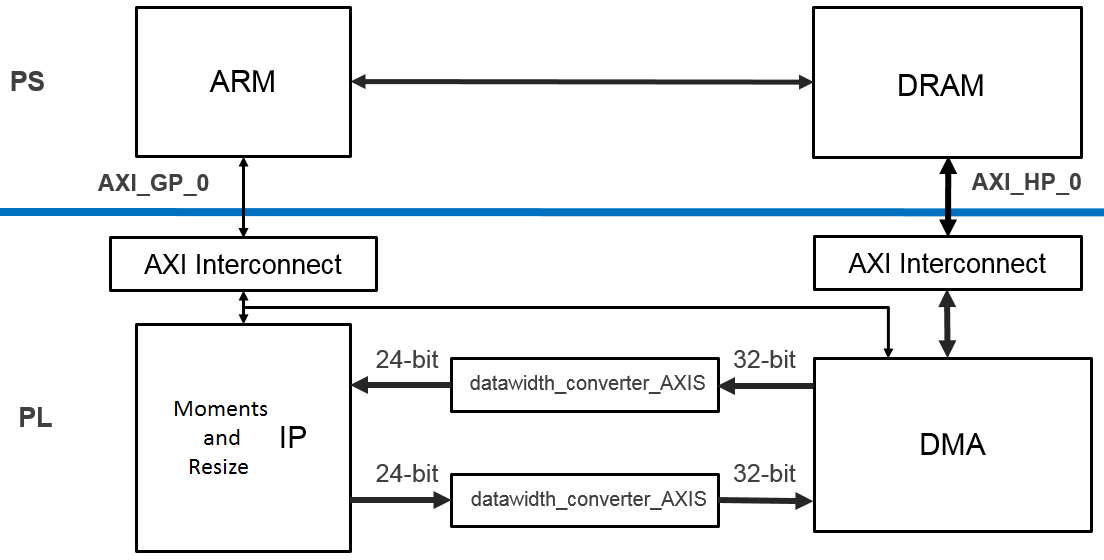 PS
ARM
DRAM
AXI_GP_0
AXI_HP_0
AXI Interconnect
AXI Interconnect
24-bit
datawidth_converter_AXIS
32-bit
PL
Moments
and
Resize
IP
DMA
24-bit
datawidth_converter_AXIS
32-bit